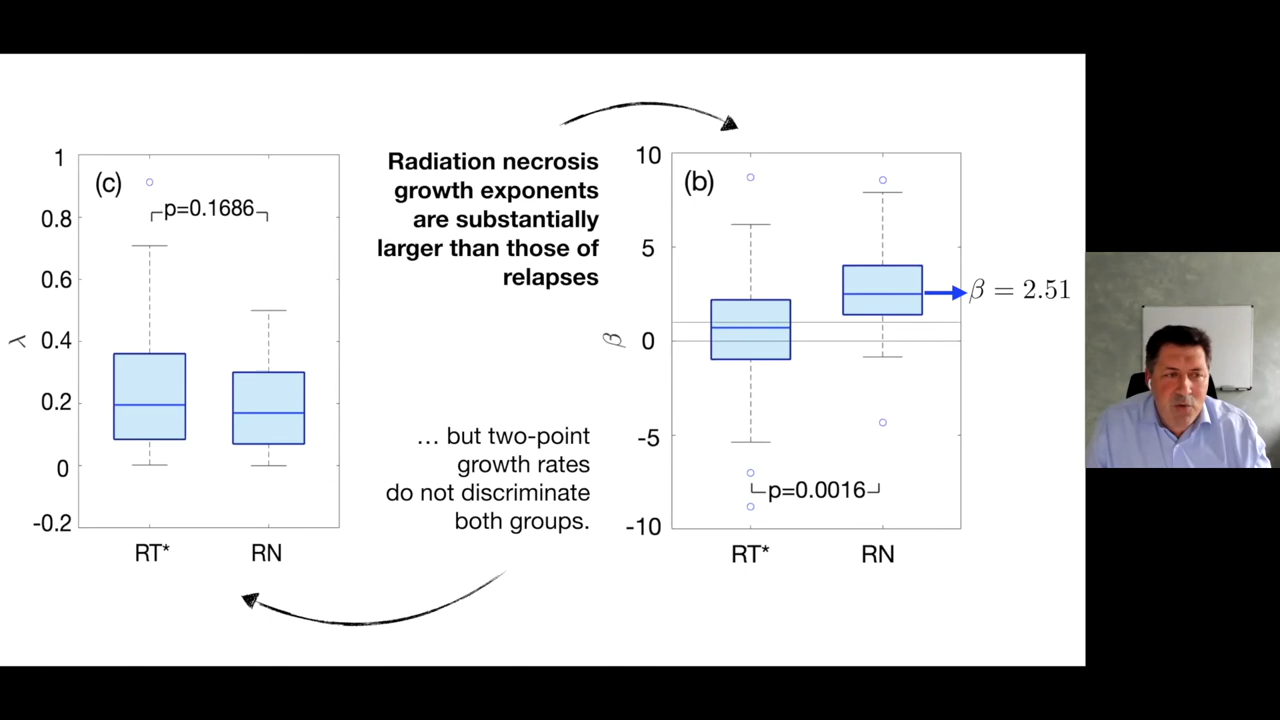 (c)
1
0.8
0.6
0.4
0.2
0
-0.2
λ
p=0.1686
RT*
RN
Radiation necrosis
growth exponents
are substantially
larger than those of
relapses
… but two-point
growth rates
do not discriminate
both groups.
(b)
10
5
0
-5
-10
β
β = 2.51
p=0.0016
RT*
RN